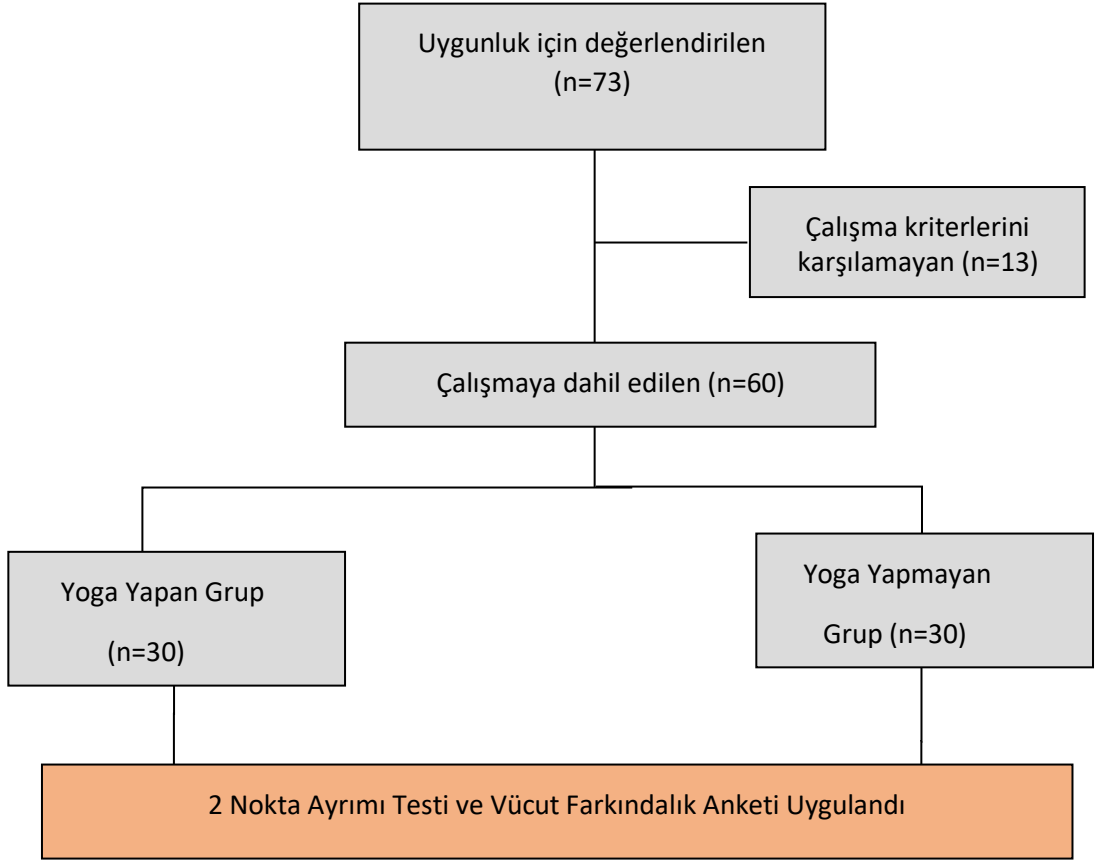 Uygunluk için değerlendirilen
(n=73)
Çalışma kriterlerini
karşılamayan (n=13)
Çalışmaya dahil edilen (n=60)
Yoga Yapan Grup
(n=30)
Yoga Yapmayan
Grup (n=30)
2 Nokta Ayrımı Testi ve Vücut Farkındalık Anketi Uygulandı